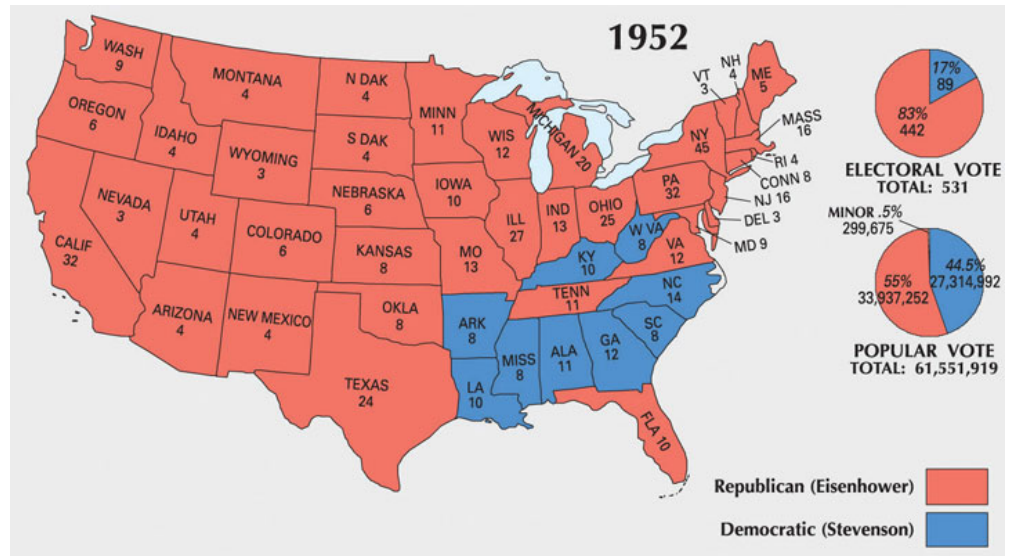 1952
WASH
9
OREGON
6
CALIF
32
NEVADA
3
IDAHO
4
MONTANA
4
WYOMING
3
UTAH
4
COLORADO
6
ARIZONA
4
NEW MEXICO
4
N DAK
4
S DAK
4
NEBRASKA
6
KANSAS
8
OKLA
8
TEXAS
24
MINN
11
IOWA
10
MO
13
ARK
8
LA
10
WIS
12
MICHIGAN 20
ILL
27
IND
13
OHIO
25
KY
10
TENN
11
MISS
8
ALA
11
GA
12
FLA 10
SC
8
NC
14
VA
12
W VA
8
PA
32
NY
45
VT
3
NH
4
ME
5
MASS
16
RI 4
CONN 8
NJ 16
DEL 3
MD 9
17%
89
83%
442
ELECTORAL VOTE
TOTAL: 531
MINOR .5%
299,675
44.5%
27,314,992
55%
33,937,252
POPULAR VOTE
TOTAL: 61,551,919
Republican (Eisenhower)
Democratic (Stevenson)